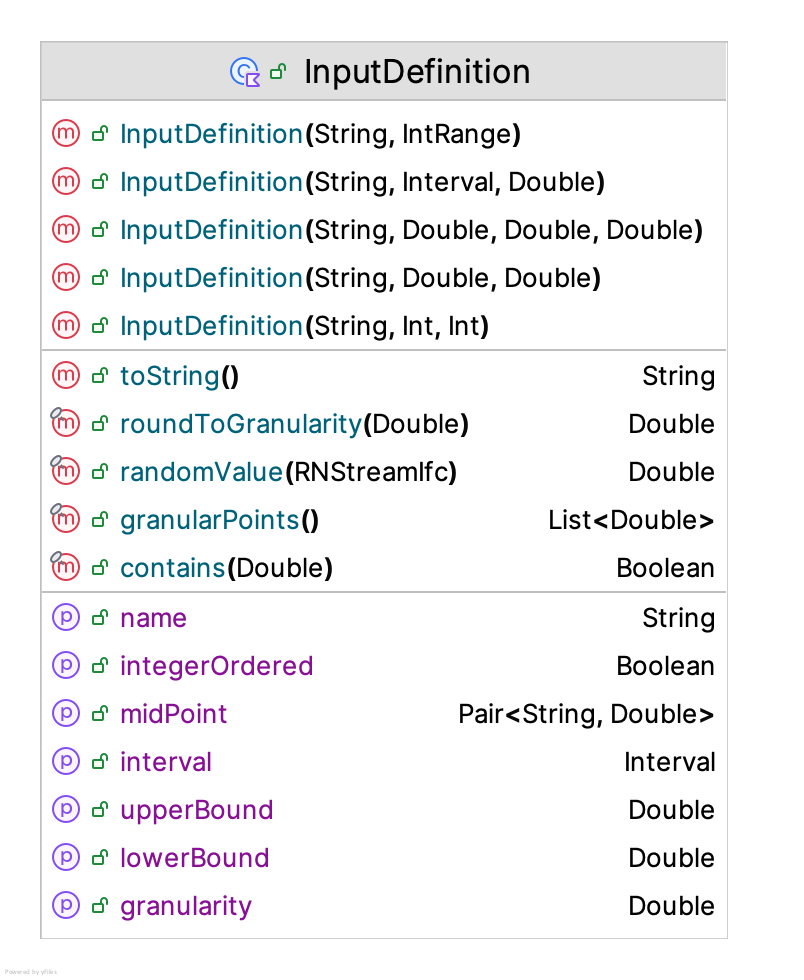 InputDefinition
InputDefinition(String, IntRange)
InputDefinition(String, Interval, Double)
InputDefinition(String, Double, Double, Double)
InputDefinition(String, Double, Double)
InputDefinition(String, Int, Int)
toString() String
roundToGranularity(Double) Double
randomValue(RNStreamIfc) Double
granularPoints() List<Double>
contains(Double) Boolean
name String
integerOrdered Boolean
midPoint Pair<String, Double>
interval Interval
upperBound Double
lowerBound Double
granularity Double
Powered by yFiles